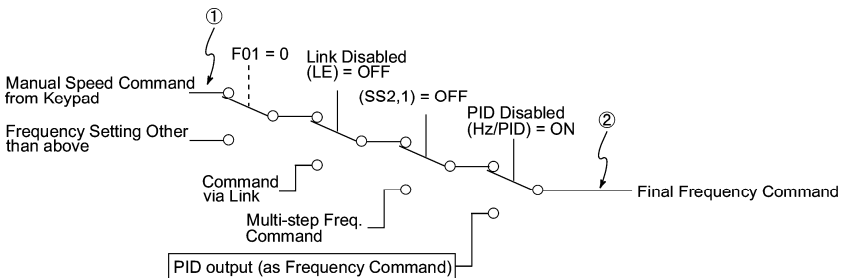 ①
F01 = 0
Link Disabled
(LE) = OFF
Manual Speed Command
from Keypad
(SS2,1) = OFF
PID Disabled
(Hz/PID) = ON
②
Frequency Setting Other
than above
Command
via Link
Final Frequency Command
Multi-step Freq.
Command
PID output (as Frequency Command)